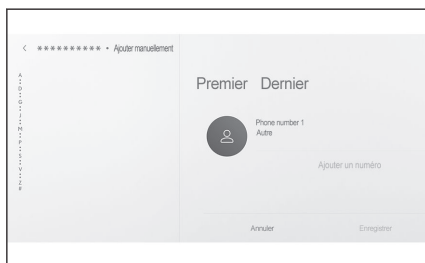 < ********** • Ajouter manuellement
A
D
G
J
M
P
S
V
Z
#
Premier Dernier
Phone number 1
Autre
Ajouter un numéro
Annuler Enregistrer